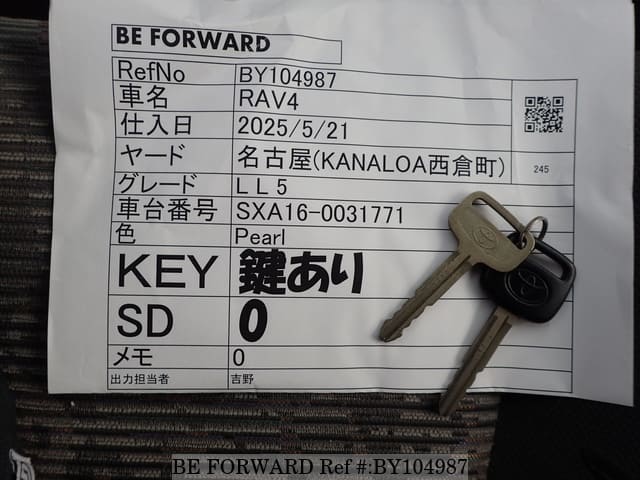 BE FORWARD
RefNo BY104987
車名 RAV4
仕入日 2025/5/21
ヤード 名古屋(KANALOA西倉町)
245
グレード LL5
車台番号 SXA16-0031771
色 Pearl
KEY 鍵あり
SD 0
メモ 0
出力担当者 吉野
BE FORWARD Ref #:BY104987